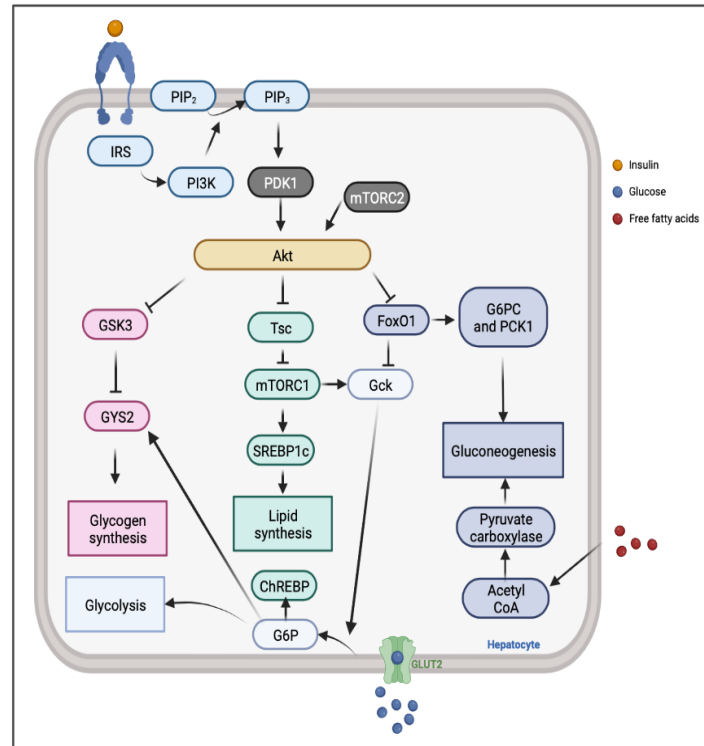 PIP₂
PIP₃
IRS
PI3K
PDK1
mTORC2
Insulin
Glucose
Free fatty acids
Akt
GSK3
Tsc
FoxO1
G6PC
and PCK1
mTORC1
Gck
GYS2
SREBP1c
Gluconeogenesis
Glycogen
synthesis
Lipid
synthesis
Pyruvate
carboxylase
ChREBP
Glycolysis
Acetyl
CoA
G6P
Hepatocyte
GLUT2